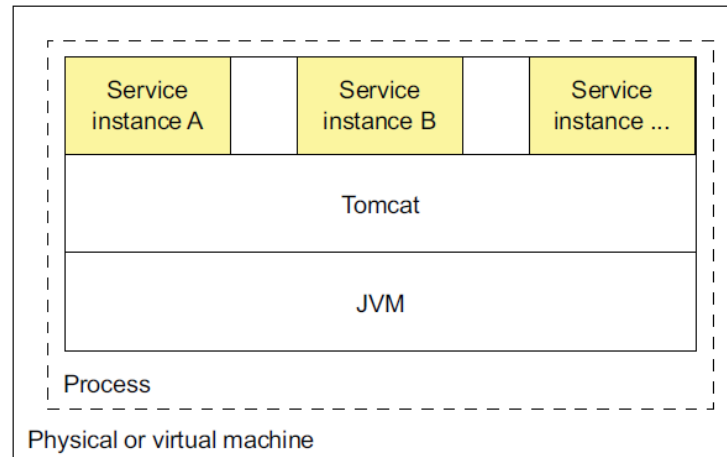 Service
instance A
Service
instance B
Service
instance ...
Tomcat
JVM
Process
Physical or virtual machine